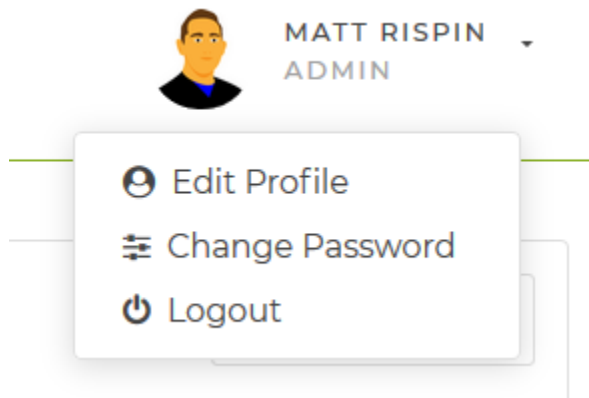 MATT RISPIN
ADMIN
Edit Profile
Change Password
Logout